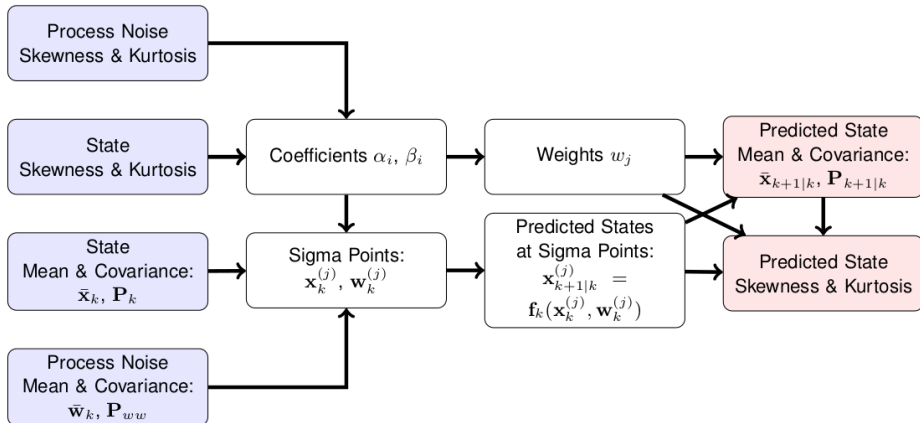 Process Noise
Skewness & Kurtosis
State
Skewness & Kurtosis
Coefficients αᵢ, βᵢ
Weights wⱼ
Predicted State
Mean & Covariance:
x̄ₖ₊₁|ₖ, Pₖ₊₁|ₖ
State
Mean & Covariance:
x̄ₖ, Pₖ
Sigma Points:
xₖ⁽ʲ⁾, wₖ⁽ʲ⁾
Predicted States
at Sigma Points:
xₖ₊₁|ₖ⁽ʲ⁾ =
fₖ(xₖ⁽ʲ⁾, wₖ⁽ʲ⁾)
Predicted State
Skewness & Kurtosis
Process Noise
Mean & Covariance:
w̄ₖ, P_ww